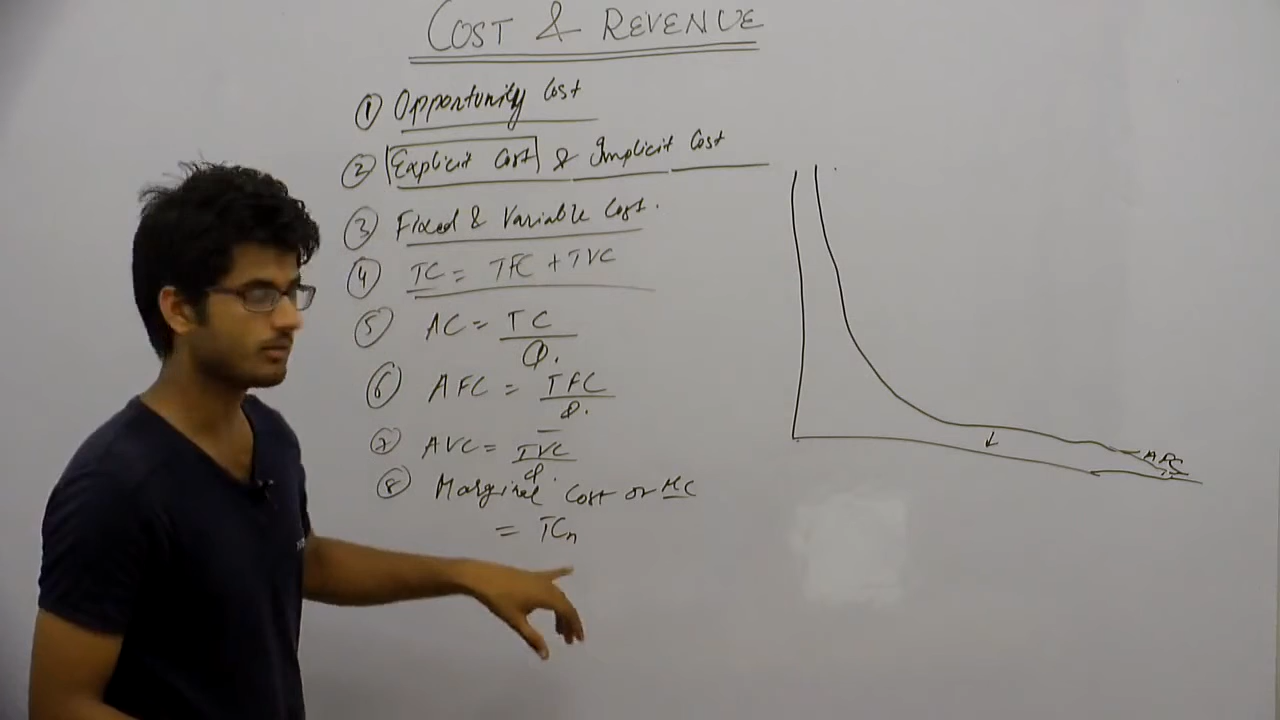 COST & REVENUE
① Opportunity Cost
② Explicit Cost & Implicit Cost
③ Fixed & Variable Cost.
④ TC = TFC + TVC
⑤ AC = TC / Q.
⑥ AFC = TFC / Q.
⑦ AVC = TVC / Q.
⑧ Marginal Cost or MC
= TCn
AFC